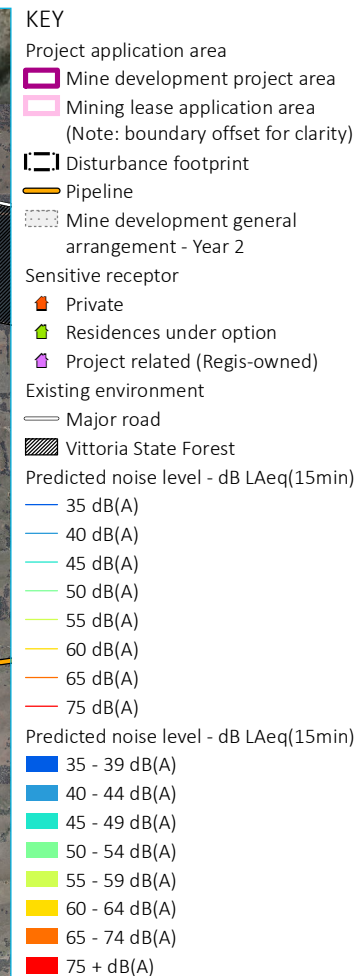 KEY
Project application area
Mine development project area
Mining lease application area
(Note: boundary offset for clarity)
Disturbance footprint
Pipeline
Mine development general
arrangement - Year 2
Sensitive receptor
Private
Residences under option
Project related (Regis-owned)
Existing environment
Major road
Vittoria State Forest
Predicted noise level - dB LAeq(15min)
35 dB(A)
40 dB(A)
45 dB(A)
50 dB(A)
55 dB(A)
60 dB(A)
65 dB(A)
75 dB(A)
Predicted noise level - dB LAeq(15min)
35 - 39 dB(A)
40 - 44 dB(A)
45 - 49 dB(A)
50 - 54 dB(A)
55 - 59 dB(A)
60 - 64 dB(A)
65 - 74 dB(A)
75 + dB(A)